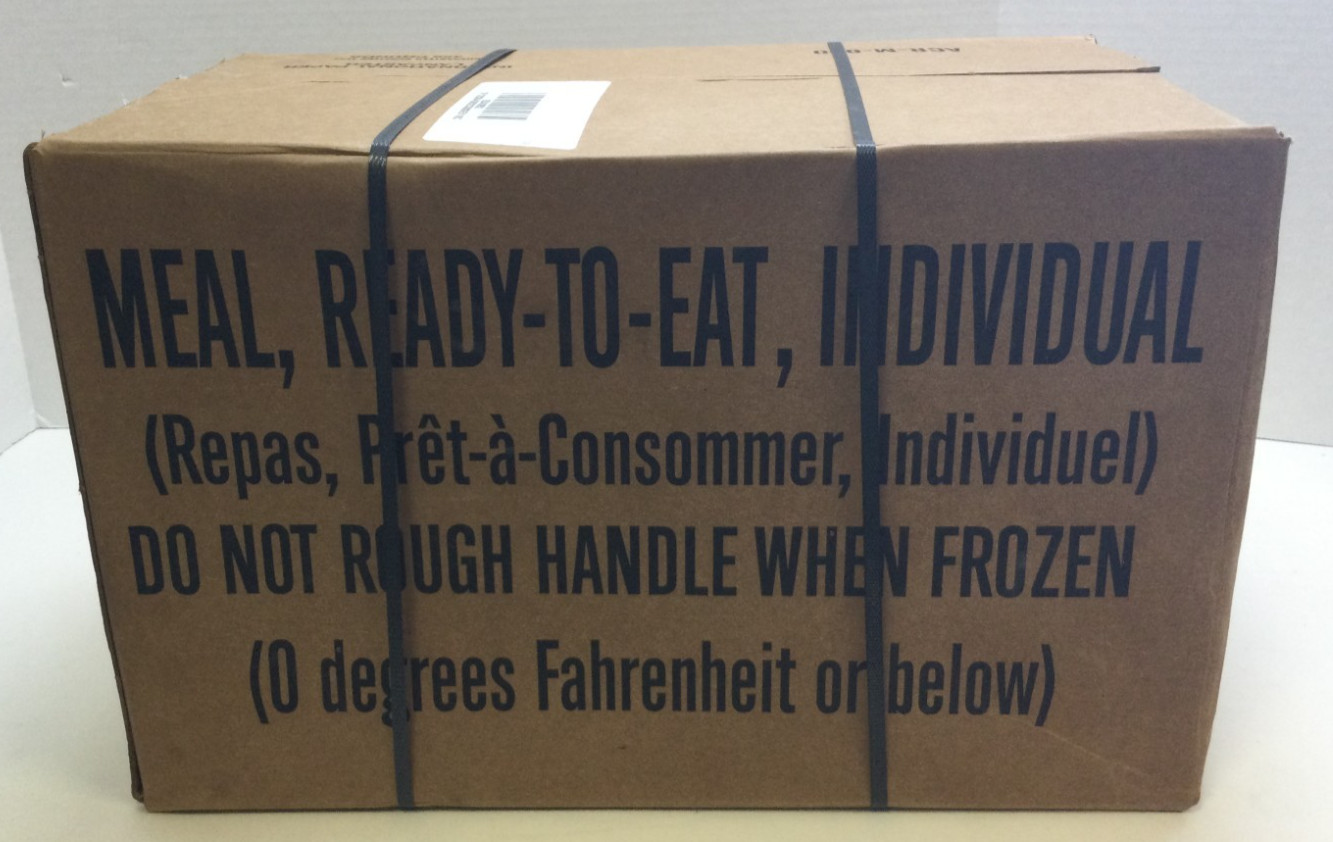 MEAL, READY-TO-EAT, INDIVIDUAL
(Repas, Prêt-à-Consommer, Individuel)
DO NOT ROUGH HANDLE WHEN FROZEN
(0 degrees Fahrenheit or below)